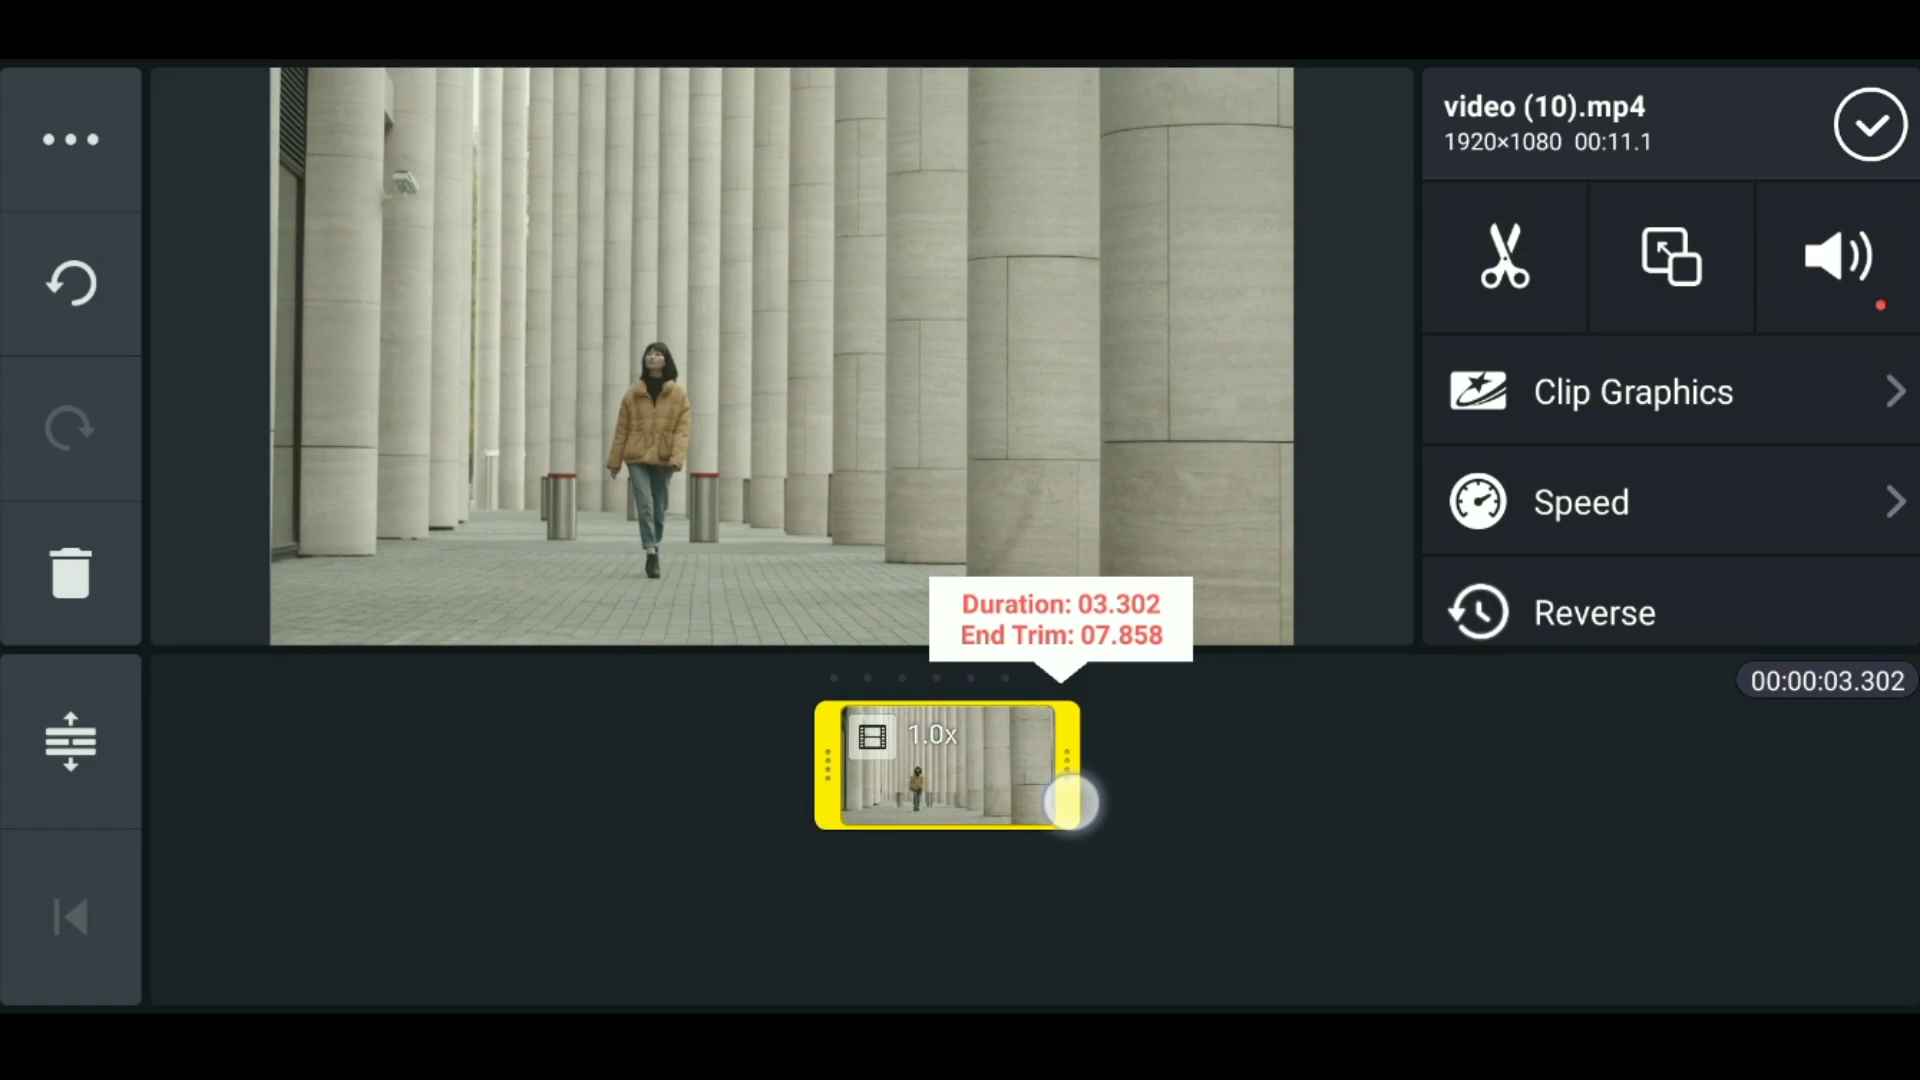 video (10).mp4
1920×1080 00:11.1
Clip Graphics
Speed
Reverse
Duration: 03.302
End Trim: 07.858
00:00:03.302
1.0x